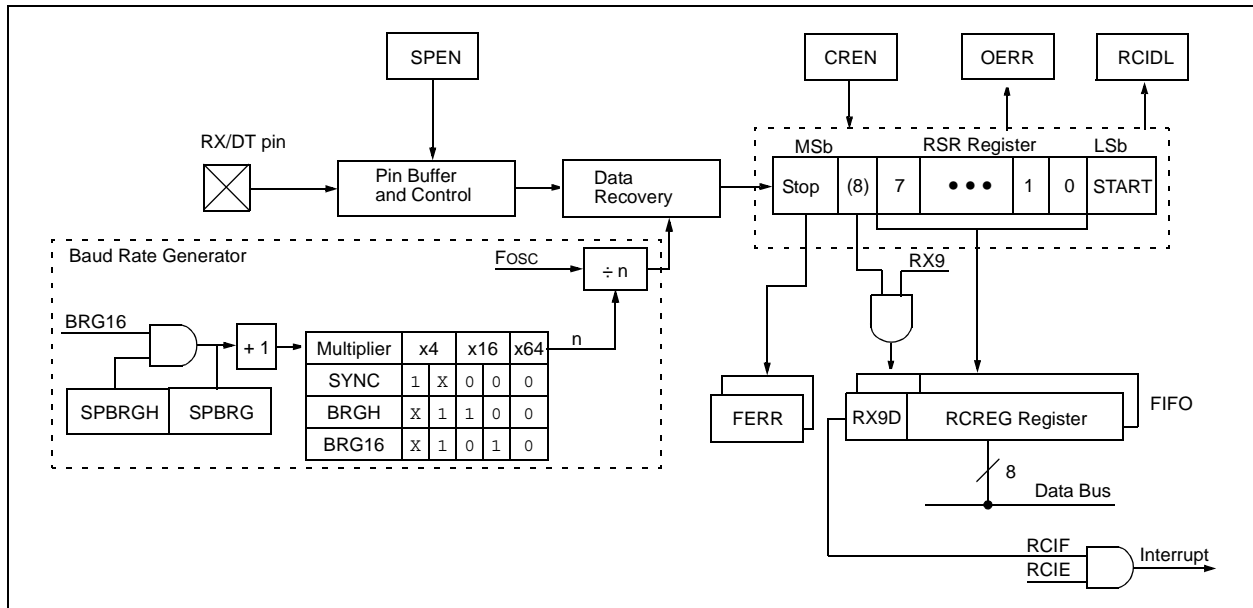 SPEN
CREN
OERR
RCIDL
RX/DT pin
MSb
RSR Register
LSb
Pin Buffer
and Control
Data
Recovery
Stop (8) 7 ••• 1 0 START
Baud Rate Generator
FOSC
÷ n
RX9
BRG16
+ 1
n
Multiplier x4 x16 x64
SYNC 1 X 0 0 0
BRGH X 1 1 0 0
BRG16 X 1 0 1 0
SPBRGH SPBRG
FERR
RX9D RCREG Register
FIFO
8
Data Bus
RCIF
RCIE
Interrupt